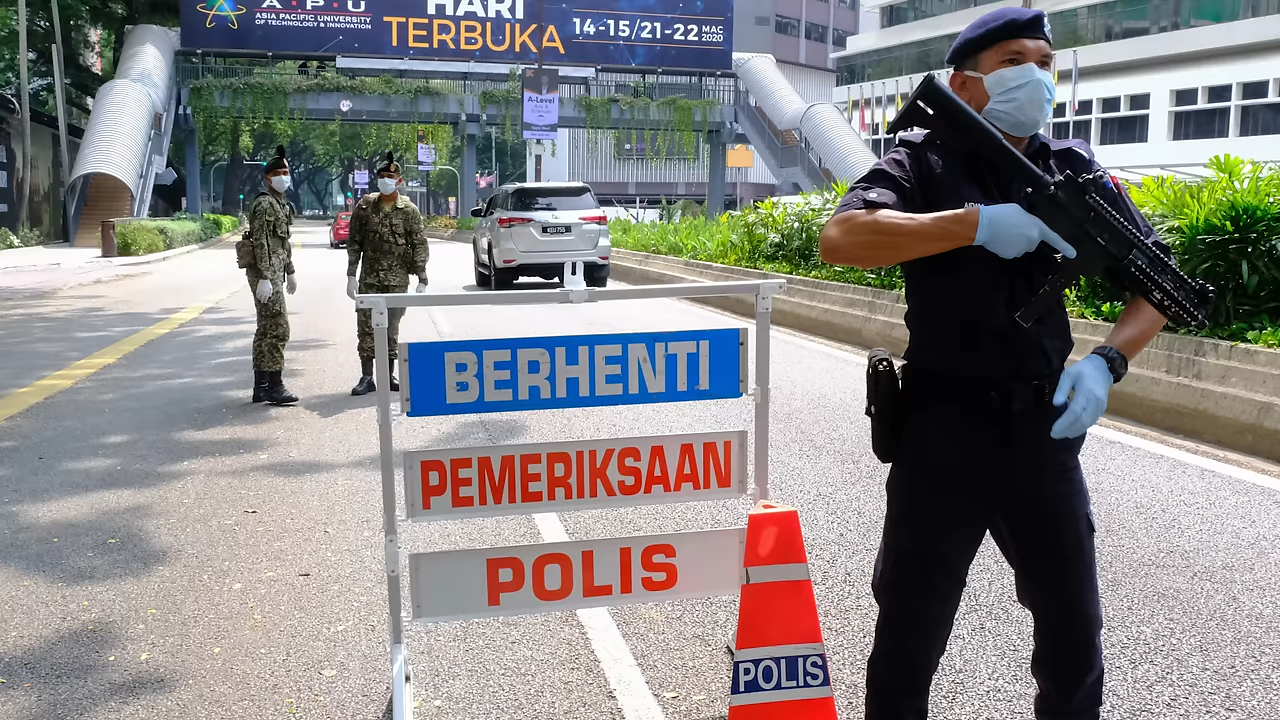 A·P·U
ASIA PACIFIC UNIVERSITY
OF TECHNOLOGY & INNOVATION
HARI
TERBUKA
14-15/21-22 MAC
2020
A-Level
BERHENTI
PEMERIKSAAN
POLIS
POLIS